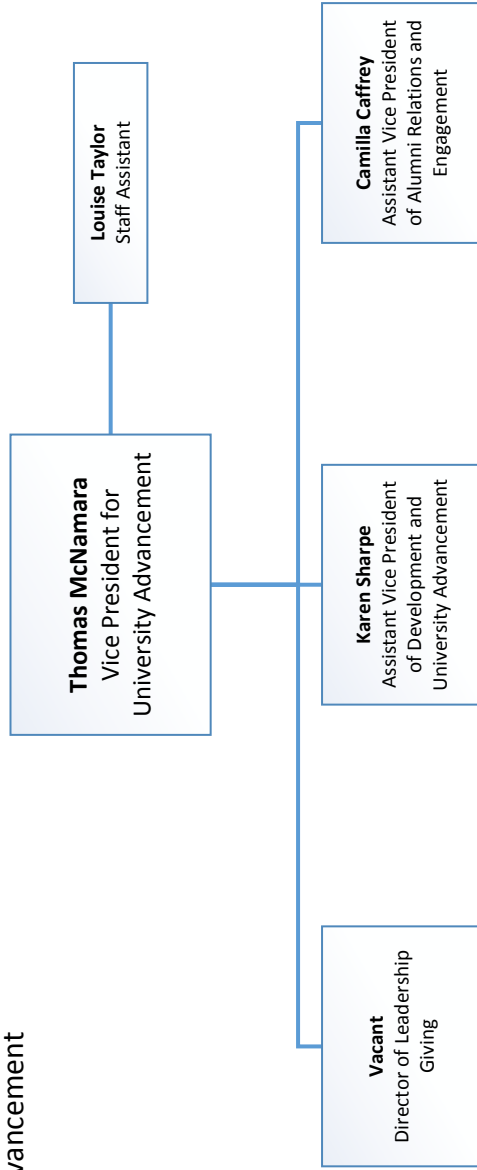 vancement
Thomas McNamara
Vice President for
University Advancement
Louise Taylor
Staff Assistant
Vacant
Director of Leadership
Giving
Karen Sharpe
Assistant Vice President
of Development and
University Advancement
Camilla Caffrey
Assistant Vice President
of Alumni Relations and
Engagement